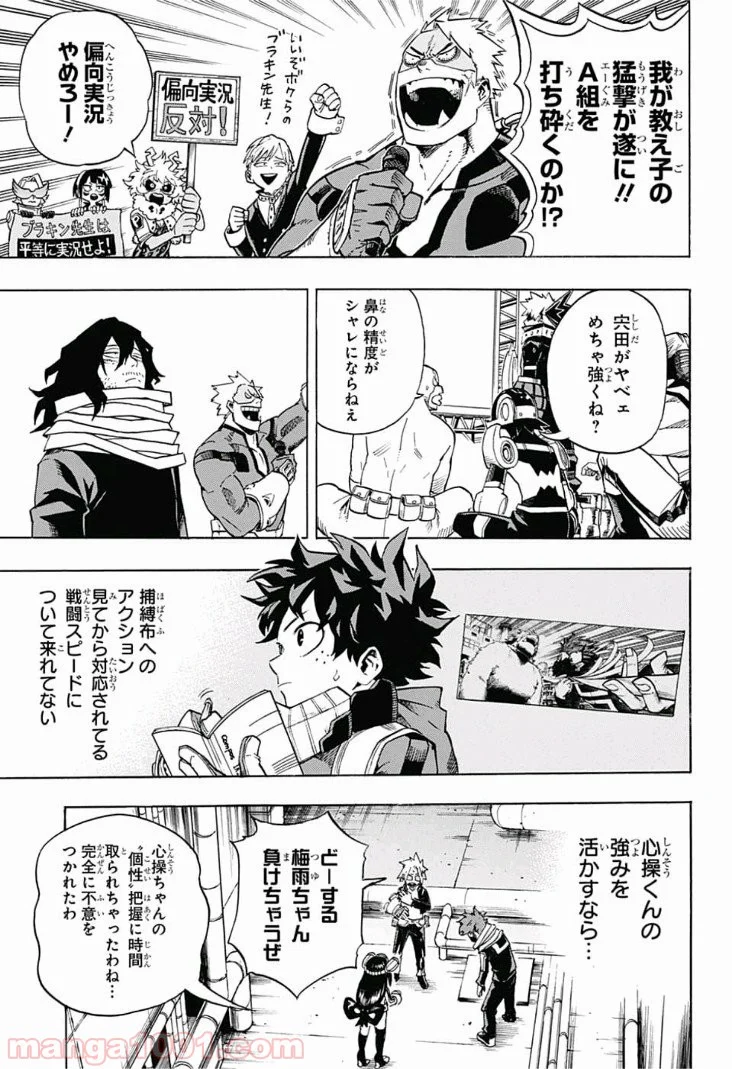 我が教え子の
猛撃が遂に!!
A組を
打ち砕くのか!?
いいぞボクらの
ブラキン先生!
偏向実況
反対!
偏向実況
やめろー!
ブラキン先生は
平等に実況せよ!
宍田がヤベェ
めちゃ強くね?
鼻の精度が
シャレにならねえ
捕縛布への
アクション
見てから対応されてる
戦闘スピードに
ついて来れてない
心操くんの
強みを
活かすなら…
どーする
梅雨ちゃん
負けちゃうぜ
心操ちゃんの
"個性"把握に時間
取られちゃったわね…
完全に不意を
つかれたわ
manga1001.com